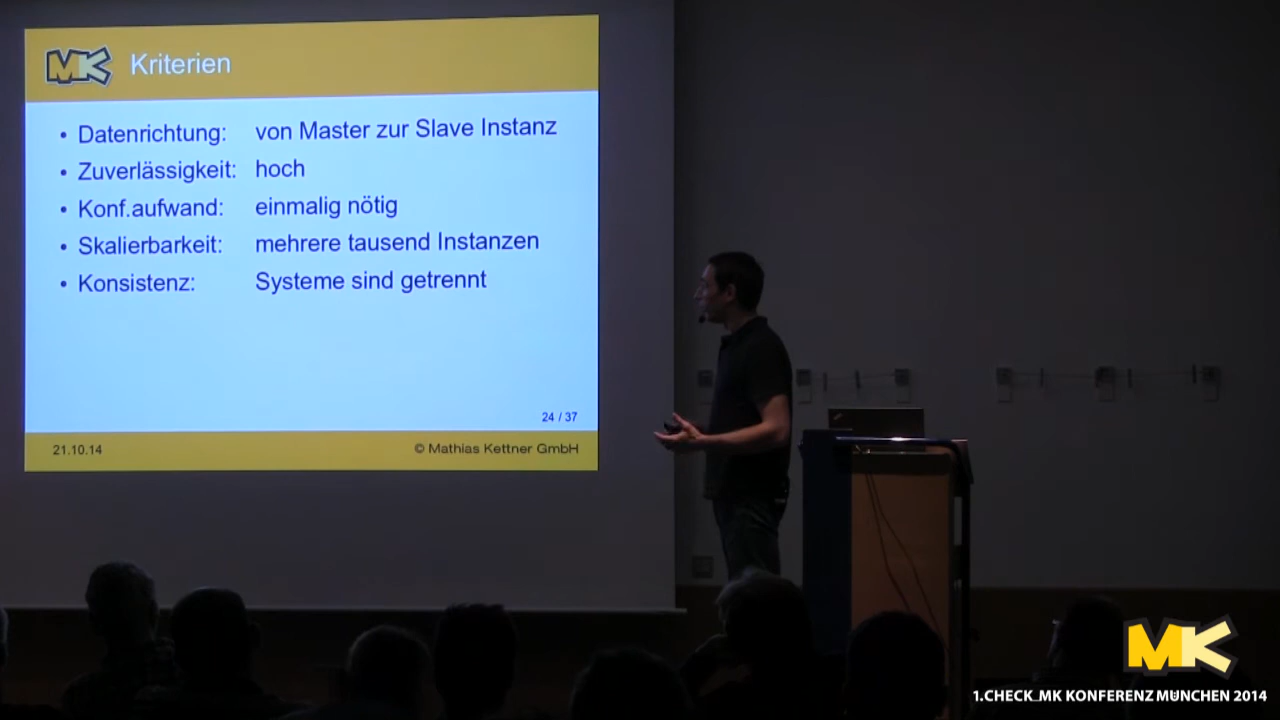 MK Kriterien
• Datenrichtung: von Master zur Slave Instanz
• Zuverlässigkeit: hoch
• Konf.aufwand: einmalig nötig
• Skalierbarkeit: mehrere tausend Instanzen
• Konsistenz: Systeme sind getrennt
24 / 37
21.10.14 © Mathias Kettner GmbH
MK
1.CHECK_MK KONFERENZ MÜNCHEN 2014